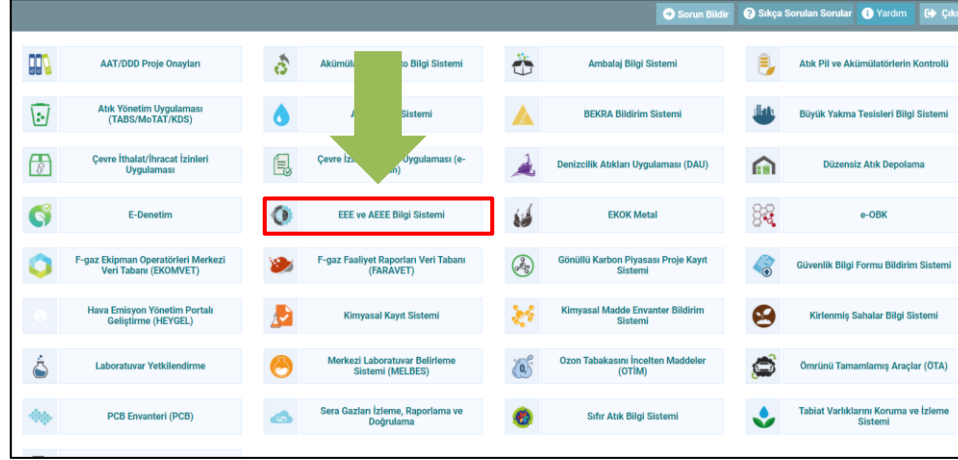 Sorun Bildir
Sıkça Sorulan Sorular
Yardım
AAT/DDD Proje Onayları
Bilgi Sistemi
Ambalaj Bilgi Sistemi
Atık Pil ve Akümülatörlerin Kontrolü
Atık Yönetim Uygulaması
(TABS/MoTAT/KDS)
Sistemi
BEKRA Bildirim Sistemi
Büyük Yakma Tesisleri Bilgi Sistemi
Çevre İthalat/İhracat İzinleri
Uygulaması
Çevre
Uygulaması (e-
Denizcilik Atıkları Uygulaması (DAU)
Düzensiz Atık Depolama
E-Denetim
EEE ve AEEE Bilgi Sistemi
EKOK Metal
e-OBK
F-gaz Ekipman Operatörleri Merkezi
Veri Tabanı (EKOMVET)
F-gaz Faaliyet Raporları Veri Tabanı
(FARAVET)
Gönüllü Karbon Piyasası Proje Kayıt
Sistemi
Güvenlik Bilgi Formu Bildirim Sistemi
Hava Emisyon Yönetim Portalı
Geliştirme (HEYGEL)
Kimyasal Kayıt Sistemi
Kimyasal Madde Envanter Bildirim
Sistemi
Kirlenmiş Sahalar Bilgi Sistemi
Laboratuvar Yetkilendirme
Merkezi Laboratuvar Belirleme
Sistemi (MELBES)
Ozon Tabakasını İncelten Maddeler
(OTİM)
Ömrünü Tamamlamış Araçlar (ÖTA)
PCB Envanteri (PCB)
Sera Gazları İzleme, Raporlama ve
Doğrulama
Sıfır Atık Bilgi Sistemi
Tabiat Varlıklarını Koruma ve İzleme
Sistemi